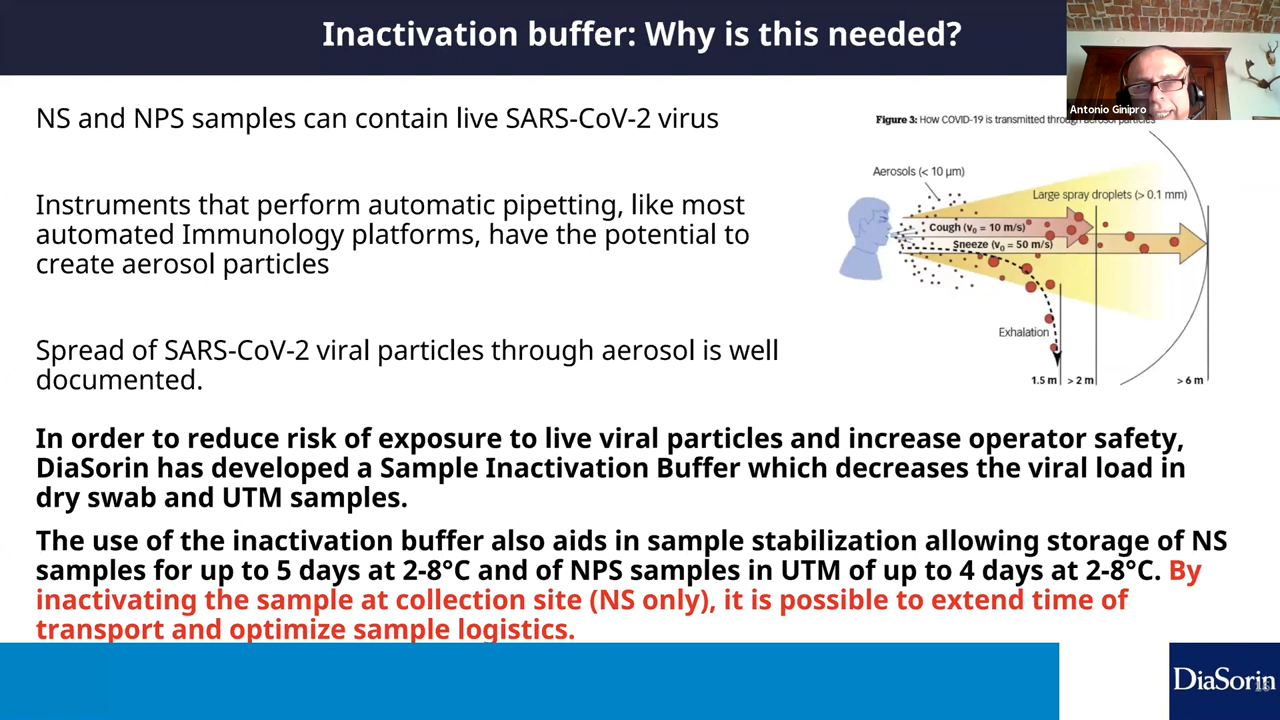 Inactivation buffer: Why is this needed?
Antonio Ginipro
NS and NPS samples can contain live SARS-CoV-2 virus
Figure 3: How COVID-19 is transmitted through aerosol particles
Aerosols (< 10 µm)
Large spray droplets (> 0.1 mm)
Cough (v₀ = 10 m/s)
Sneeze (v₀ = 50 m/s)
Exhalation
1.5 m
> 2 m
> 6 m
Instruments that perform automatic pipetting, like most
automated Immunology platforms, have the potential to
create aerosol particles
Spread of SARS-CoV-2 viral particles through aerosol is well
documented.
In order to reduce risk of exposure to live viral particles and increase operator safety,
DiaSorin has developed a Sample Inactivation Buffer which decreases the viral load in
dry swab and UTM samples.
The use of the inactivation buffer also aids in sample stabilization allowing storage of NS
samples for up to 5 days at 2-8°C and of NPS samples in UTM of up to 4 days at 2-8°C. By
inactivating the sample at collection site (NS only), it is possible to extend time of
transport and optimize sample logistics.
DiaSorin